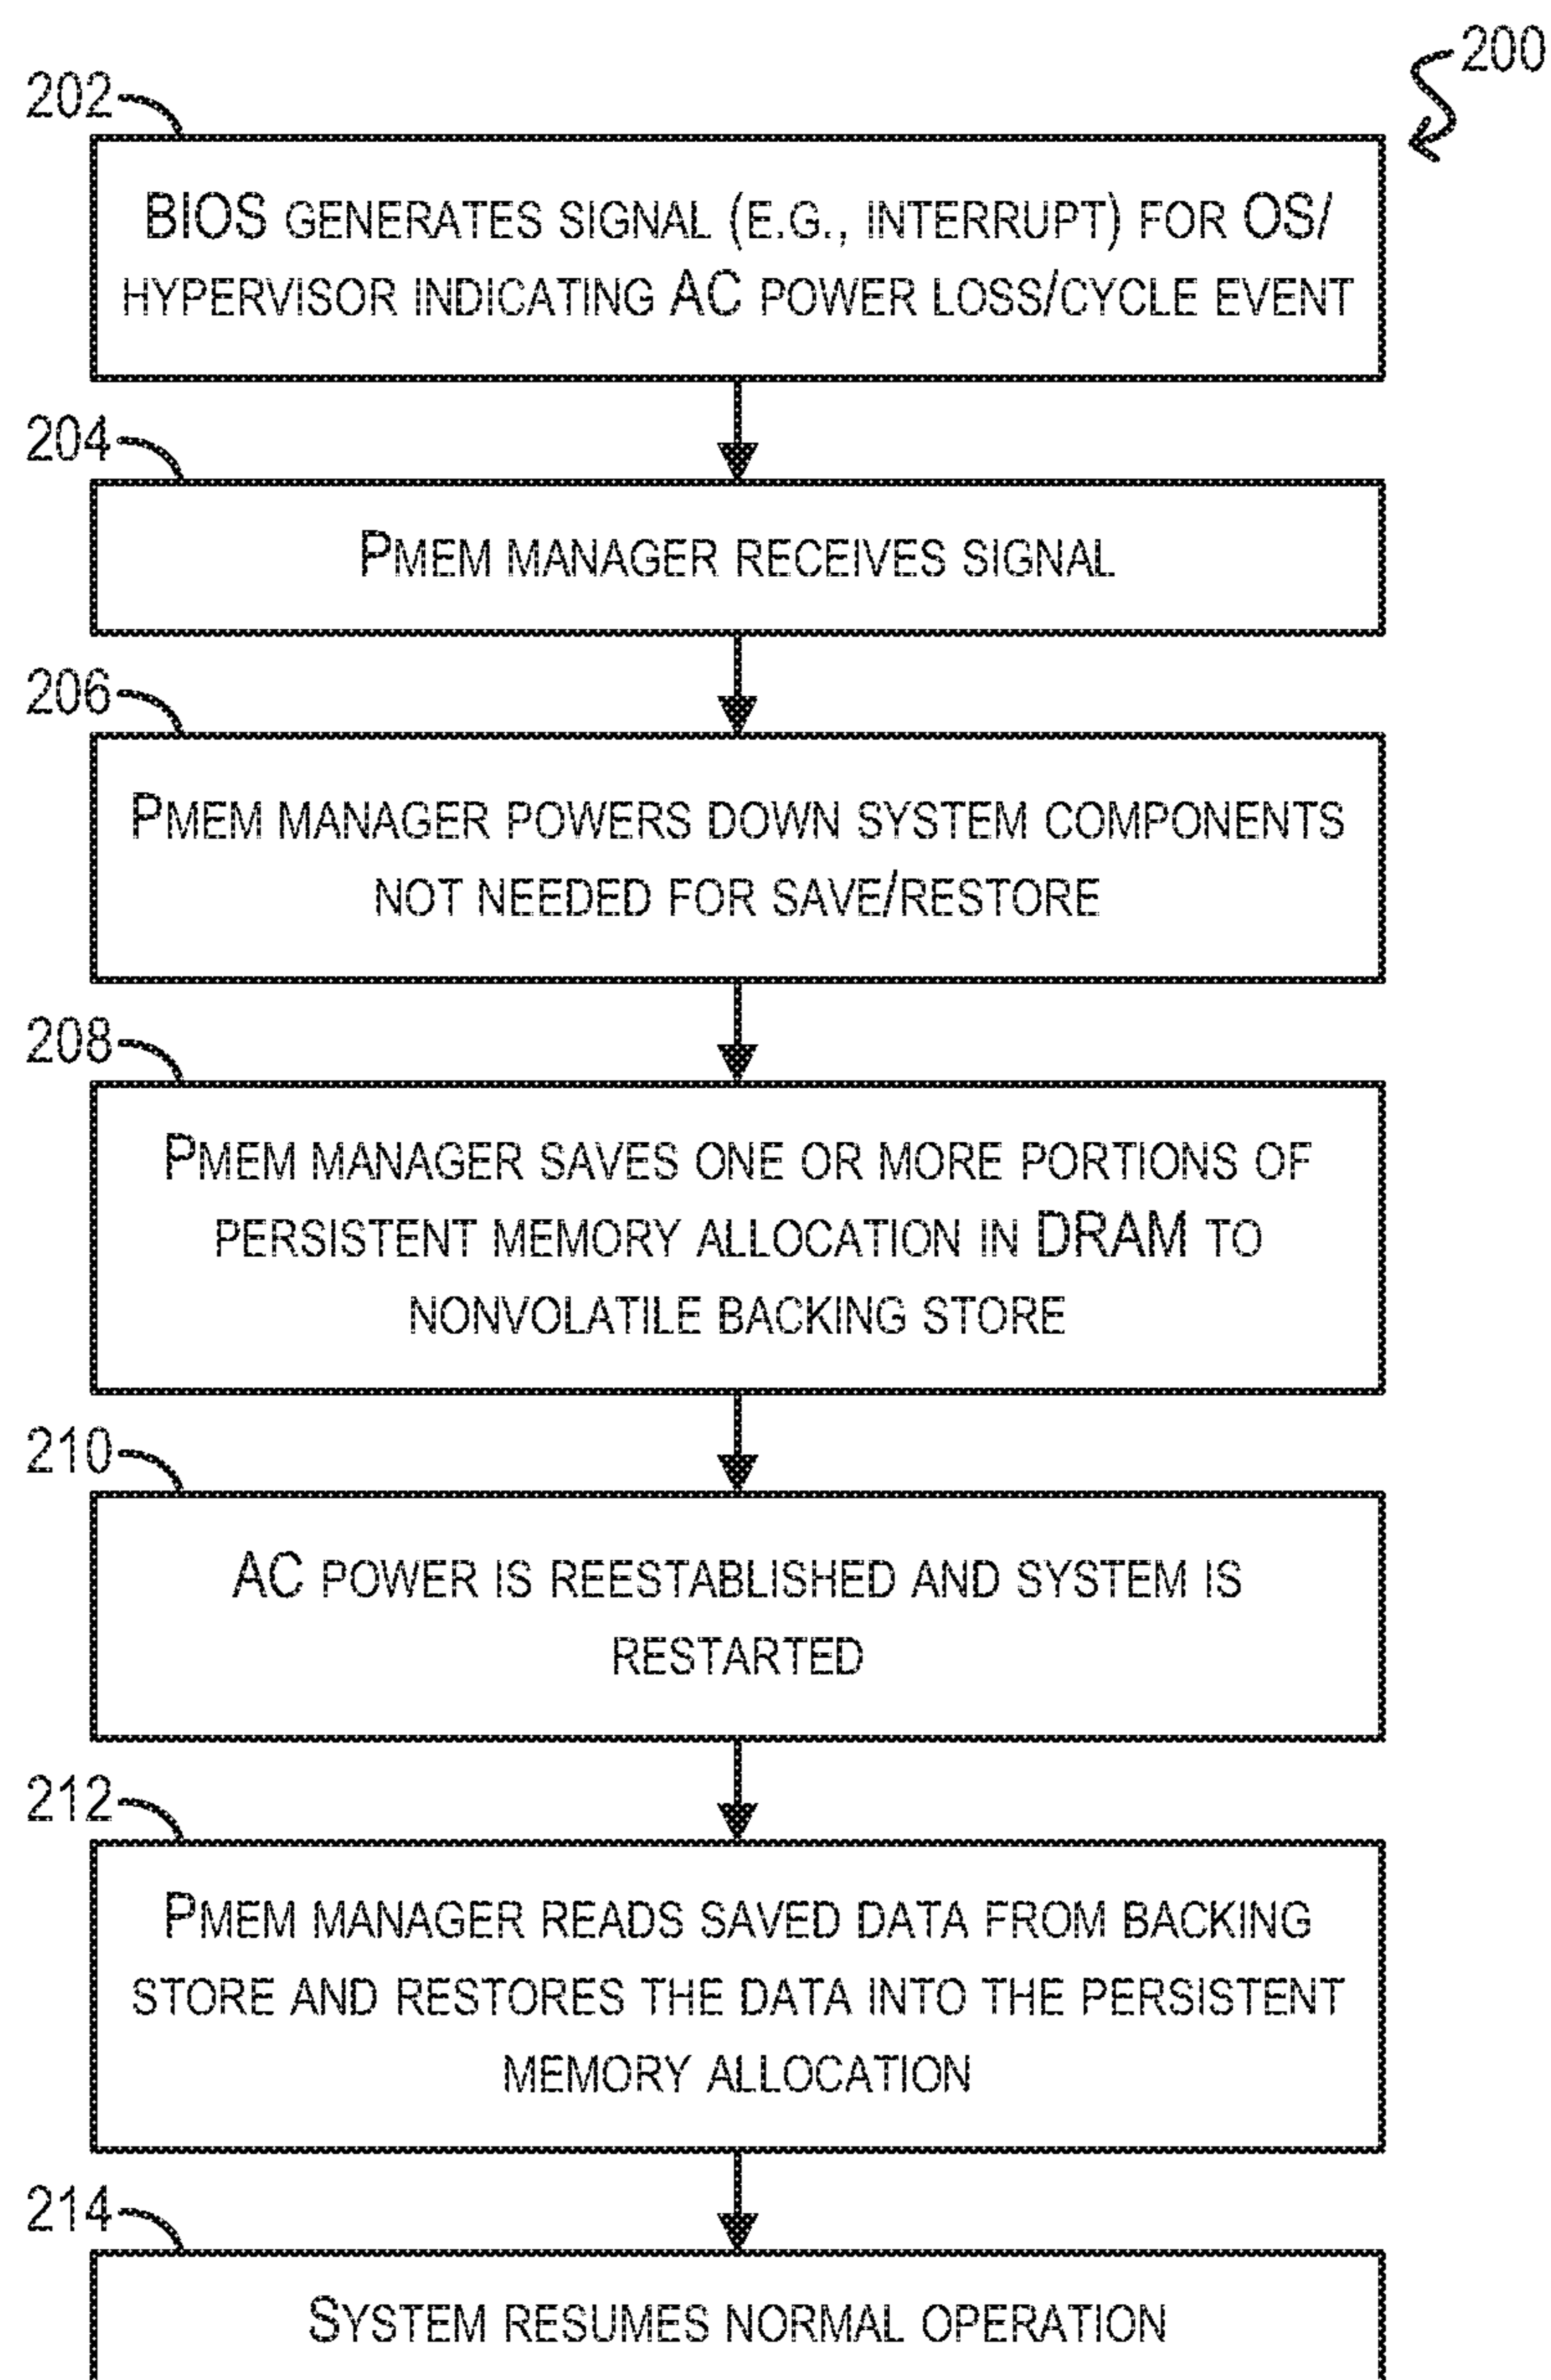 200
202
BIOS GENERATES SIGNAL (E.G., INTERRUPT) FOR OS/
HYPERVISOR INDICATING AC POWER LOSS/CYCLE EVENT
204
PMEM MANAGER RECEIVES SIGNAL
206
PMEM MANAGER POWERS DOWN SYSTEM COMPONENTS
NOT NEEDED FOR SAVE/RESTORE
208
PMEM MANAGER SAVES ONE OR MORE PORTIONS OF
PERSISTENT MEMORY ALLOCATION IN DRAM TO
NONVOLATILE BACKING STORE
210
AC POWER IS REESTABLISHED AND SYSTEM IS
RESTARTED
212
PMEM MANAGER READS SAVED DATA FROM BACKING
STORE AND RESTORES THE DATA INTO THE PERSISTENT
MEMORY ALLOCATION
214
SYSTEM RESUMES NORMAL OPERATION